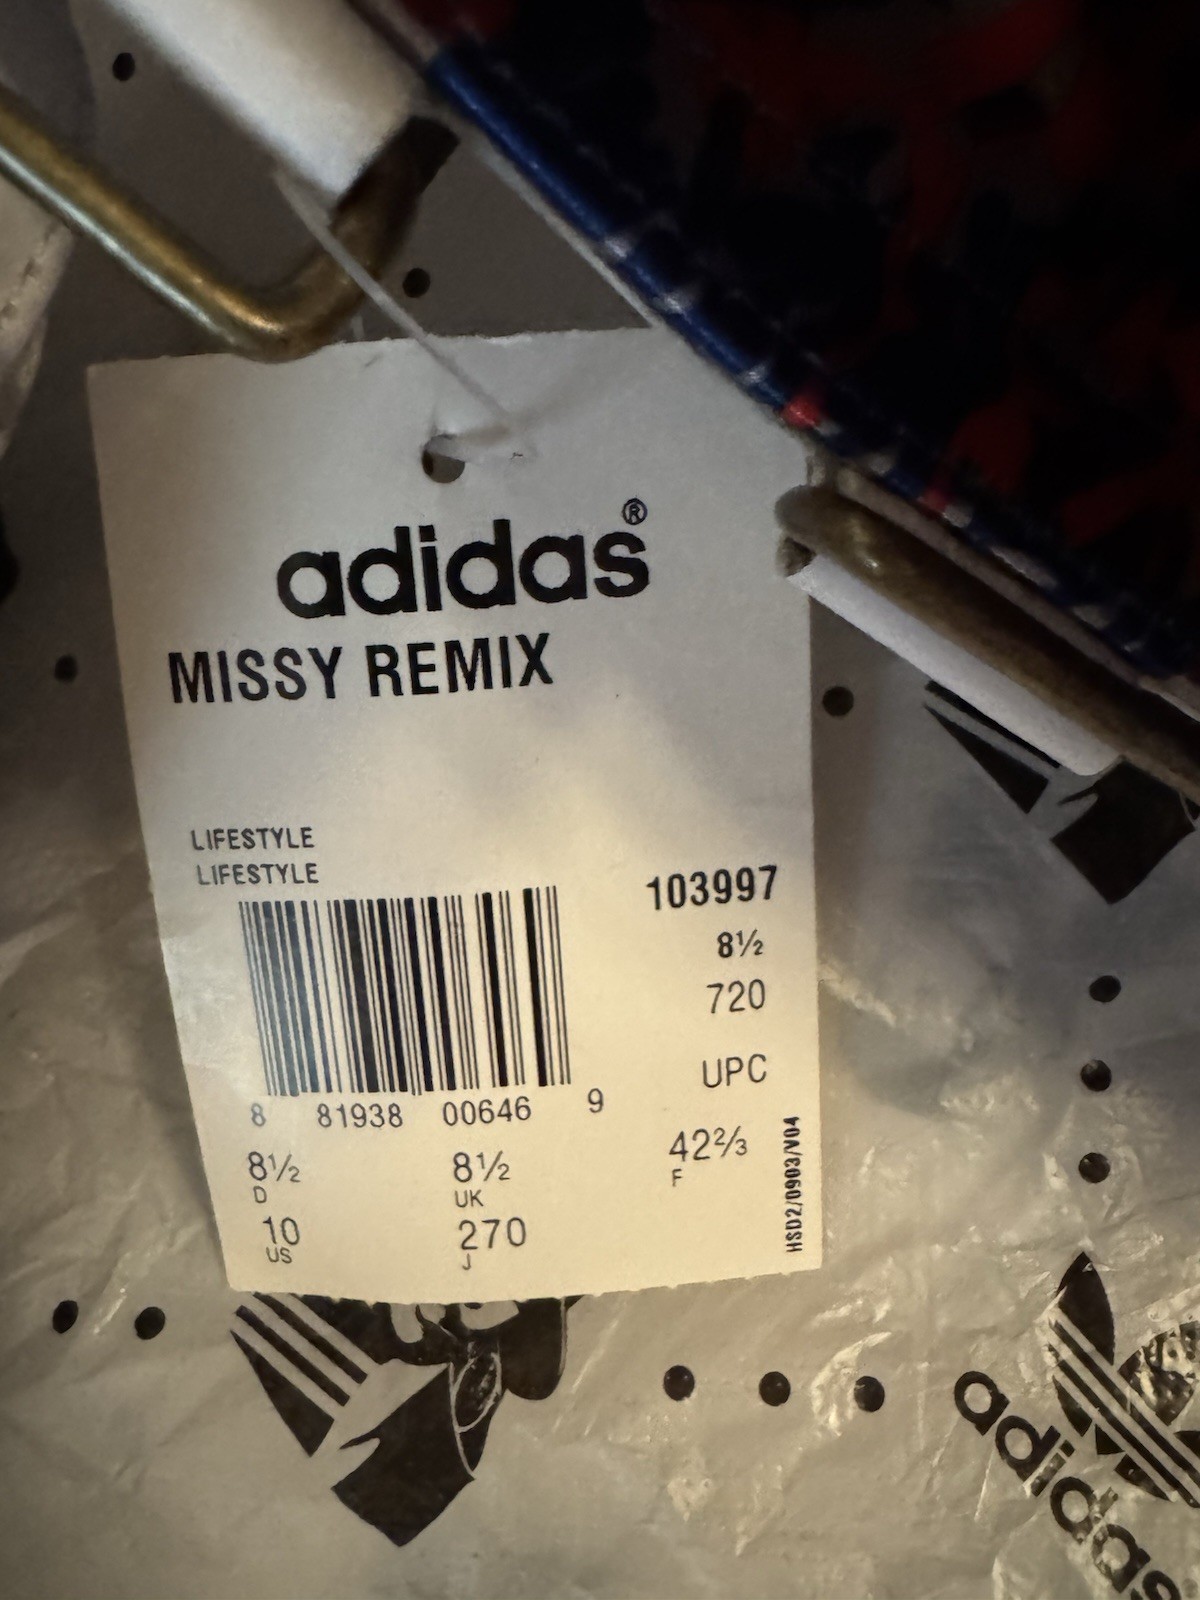 adidas®
MISSY REMIX
LIFESTYLE
LIFESTYLE
103997
8½
720
UPC
8 81938 00646 9
8½ D
8½ UK
42⅔ F
10 US
270 J
HSD2/0903/V04
adidas